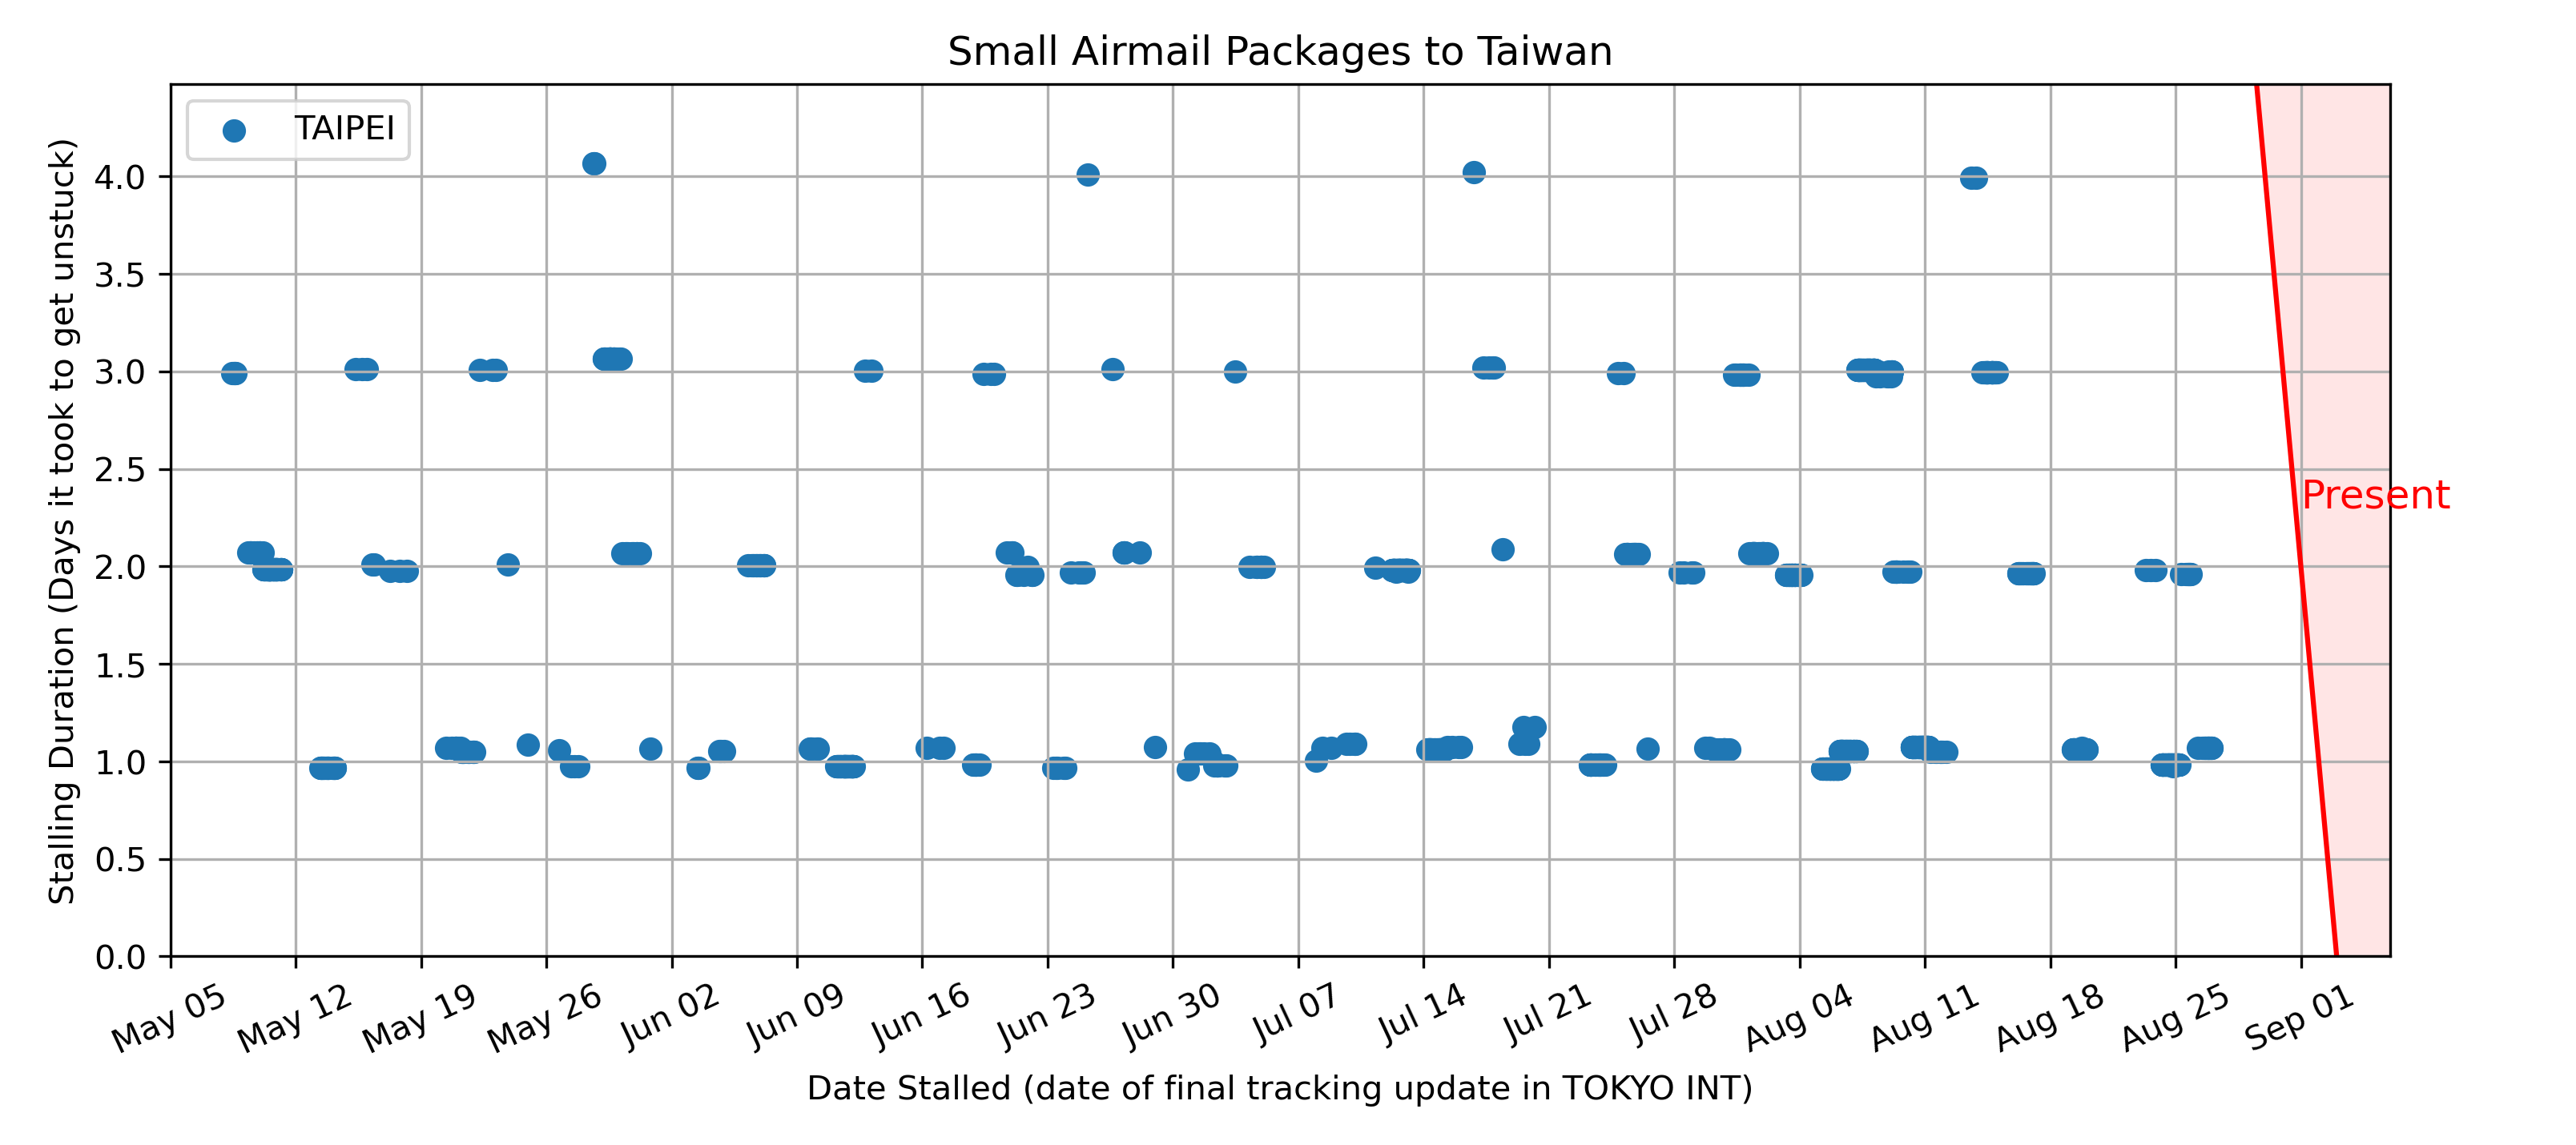 Small Airmail Packages to Taiwan
TAIPEI
Stalling Duration (Days it took to get unstuck)
4.0
3.5
3.0
2.5
2.0
1.5
1.0
0.5
0.0
Present
May 05
May 12
May 19
May 26
Jun 02
Jun 09
Jun 16
Jun 23
Jun 30
Jul 07
Jul 14
Jul 21
Jul 28
Aug 04
Aug 11
Aug 18
Aug 25
Sep 01
Date Stalled (date of final tracking update in TOKYO INT)